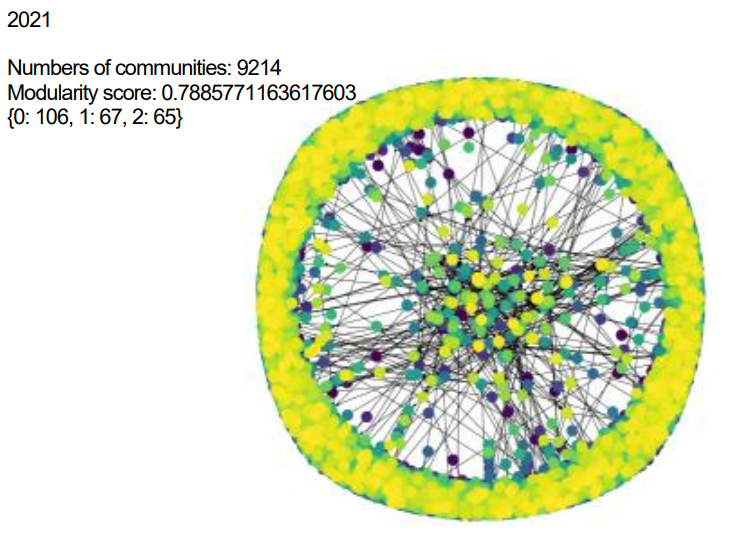 2021
Numbers of communities: 9214
Modularity score: 0.7885771163617603
{0: 106, 1: 67, 2: 65}